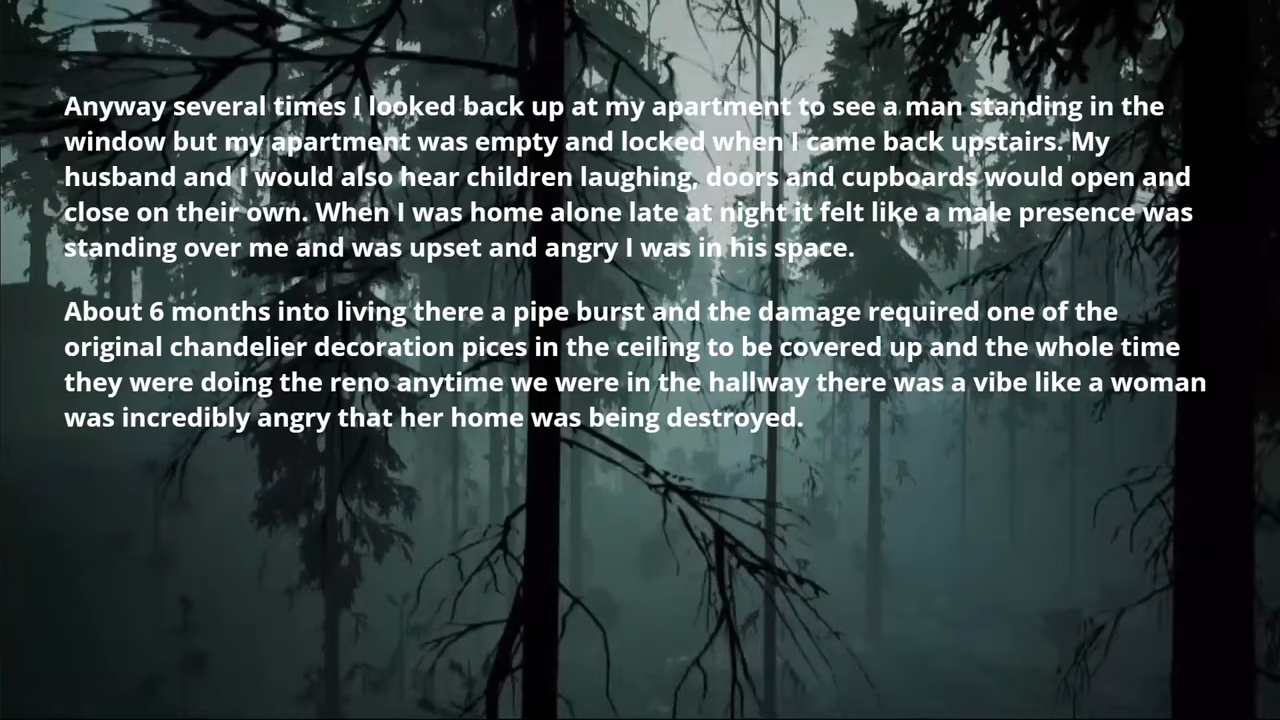 Anyway several times I looked back up at my apartment to see a man standing in the
window but my apartment was empty and locked when I came back upstairs. My
husband and I would also hear children laughing, doors and cupboards would open and
close on their own. When I was home alone late at night it felt like a male presence was
standing over me and was upset and angry I was in his space.
About 6 months into living there a pipe burst and the damage required one of the
original chandelier decoration pices in the ceiling to be covered up and the whole time
they were doing the reno anytime we were in the hallway there was a vibe like a woman
was incredibly angry that her home was being destroyed.